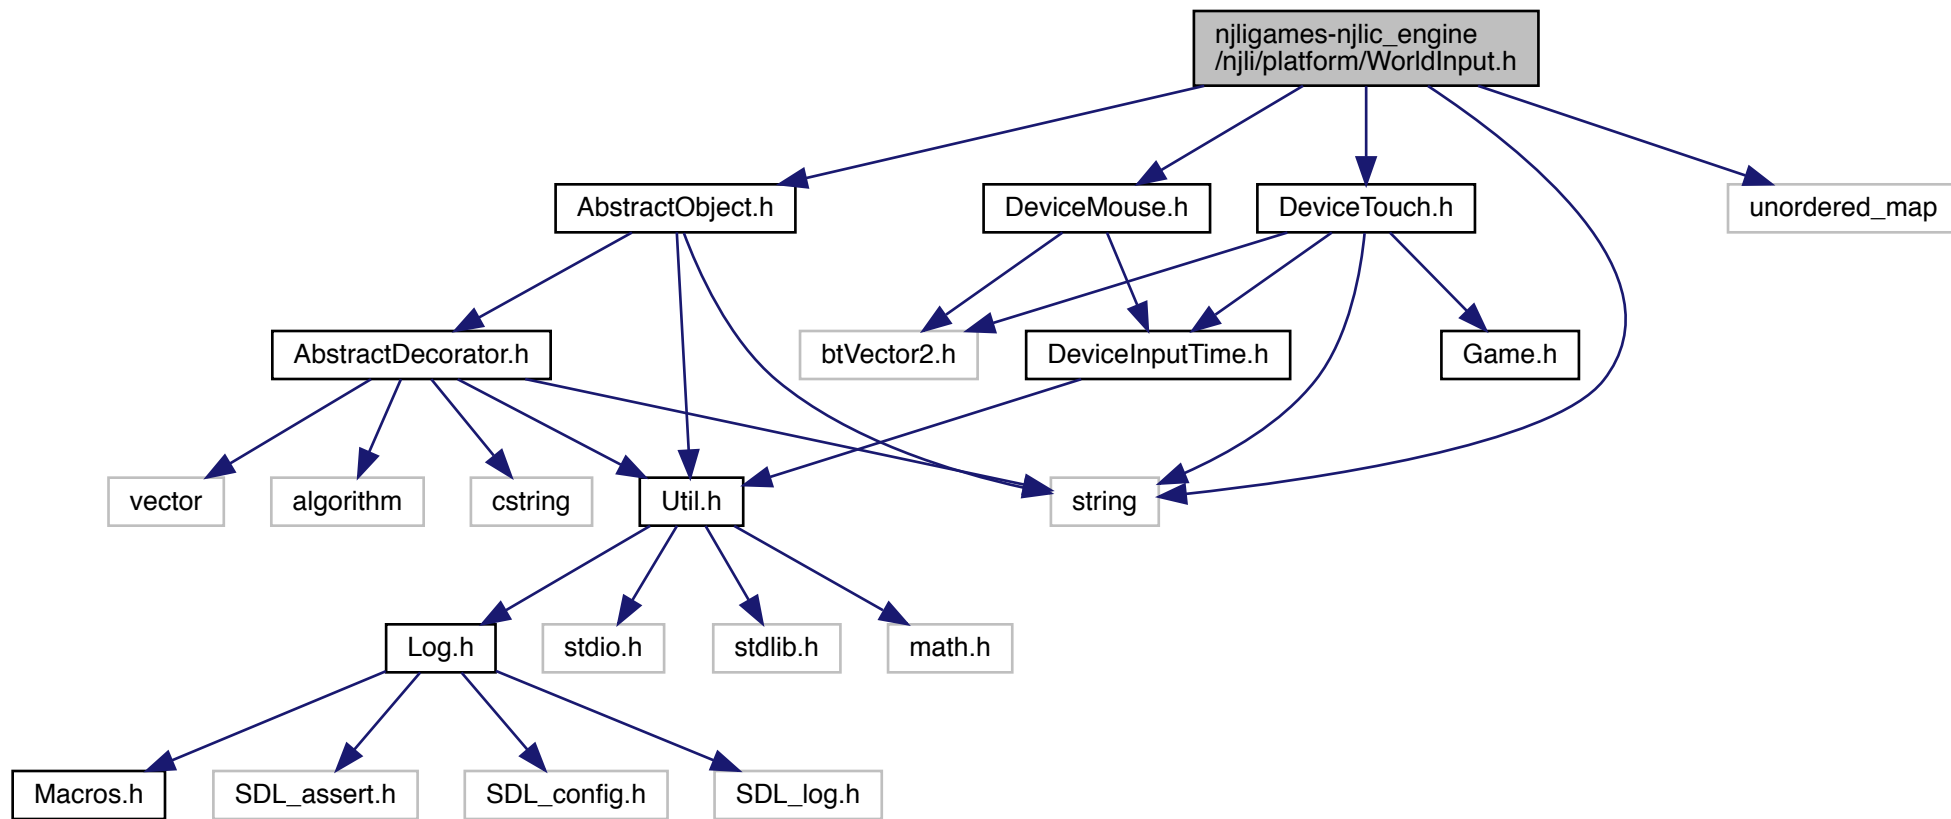 njligames-njlic_engine
/njli/platform/WorldInput.h
AbstractObject.h
DeviceMouse.h
DeviceTouch.h
unordered_map
AbstractDecorator.h
btVector2.h
DeviceInputTime.h
Game.h
vector
algorithm
cstring
Util.h
string
Log.h
stdio.h
stdlib.h
math.h
Macros.h
SDL_assert.h
SDL_config.h
SDL_log.h